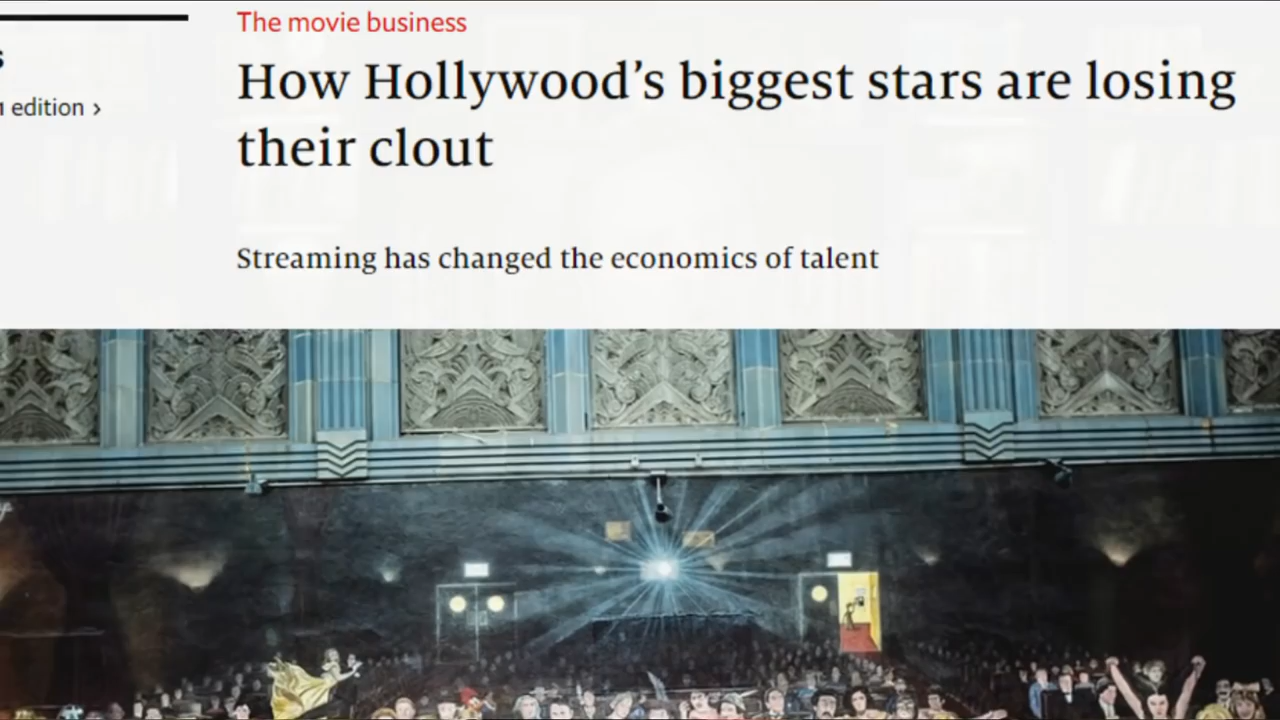 The movie business
How Hollywood's biggest stars are losing
their clout
edition >
Streaming has changed the economics of talent